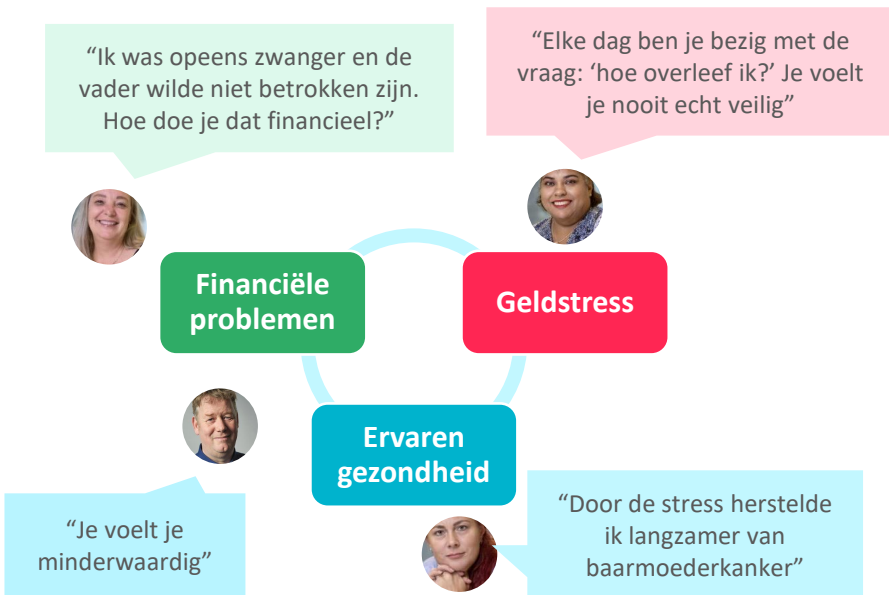 “Ik was opeens zwanger en de
vader wilde niet betrokken zijn.
Hoe doe je dat financieel?”
“Elke dag ben je bezig met de
vraag: ‘hoe overleef ik?’ Je voelt
je nooit echt veilig”
Financiële
problemen
Geldstress
Ervaren
gezondheid
“Je voelt je
minderwaardig”
“Door de stress herstelde
ik langzamer van
baarmoederkanker”